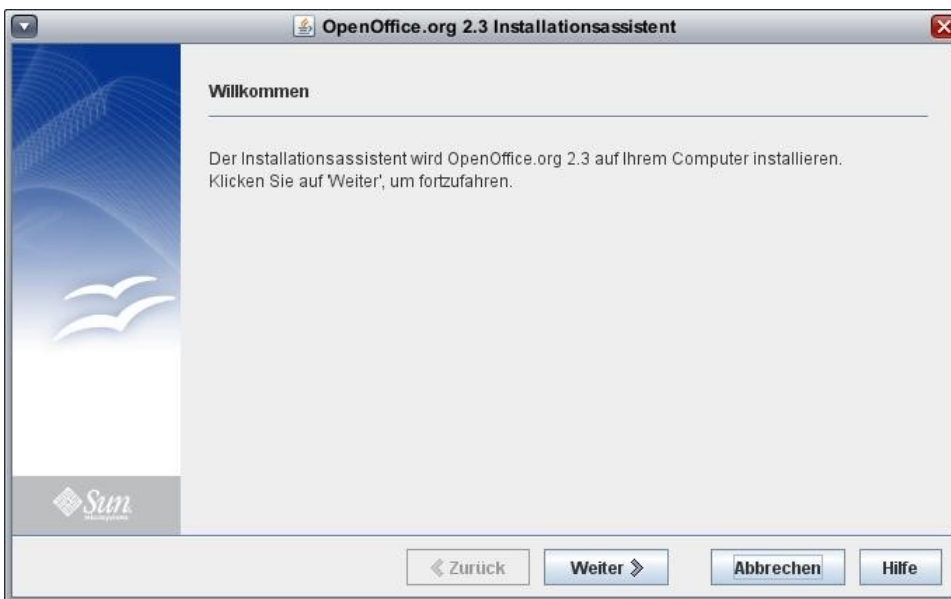 OpenOffice.org 2.3 Installationsassistent
Willkommen
Der Installationsassistent wird OpenOffice.org 2.3 auf Ihrem Computer installieren.
Klicken Sie auf 'Weiter', um fortzufahren.
Sun
microsystems
Zurück
Weiter
Abbrechen
Hilfe